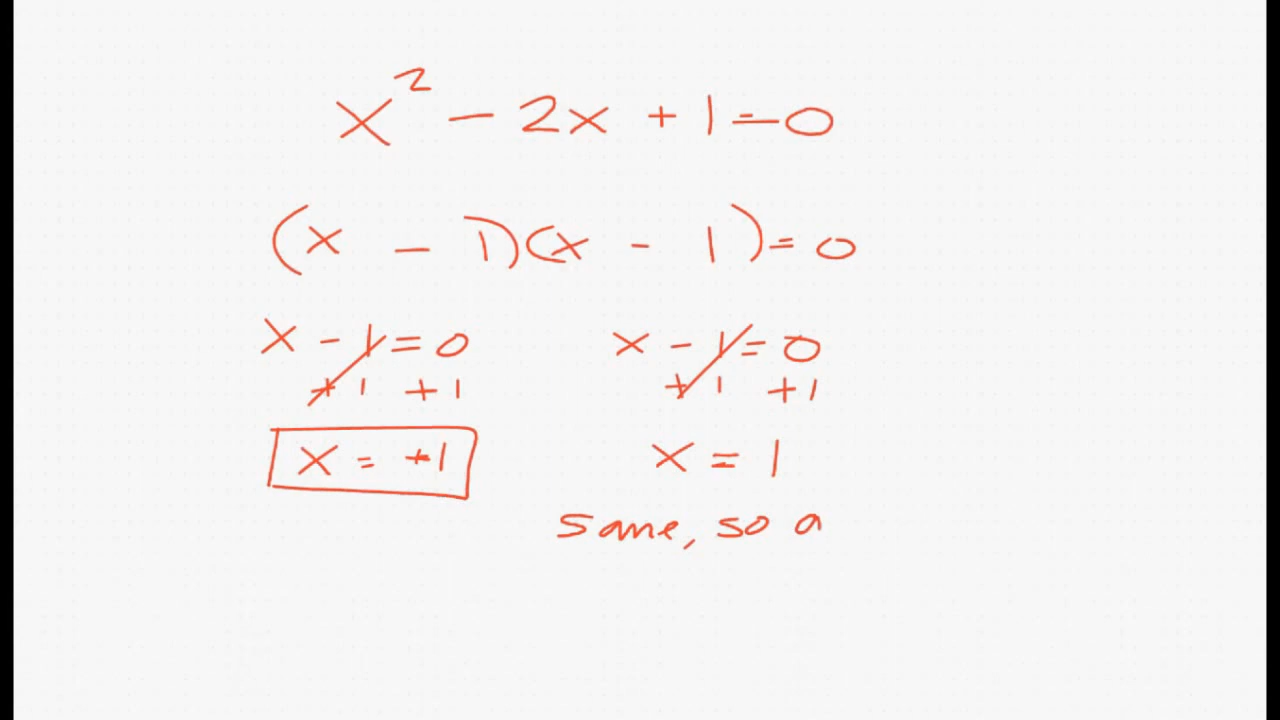 x² - 2x + 1 = 0
(x - 1)(x - 1) = 0
x - 1 = 0 x - 1 = 0
+ 1 + 1 + 1 + 1
x = +1 x = 1
same, so a